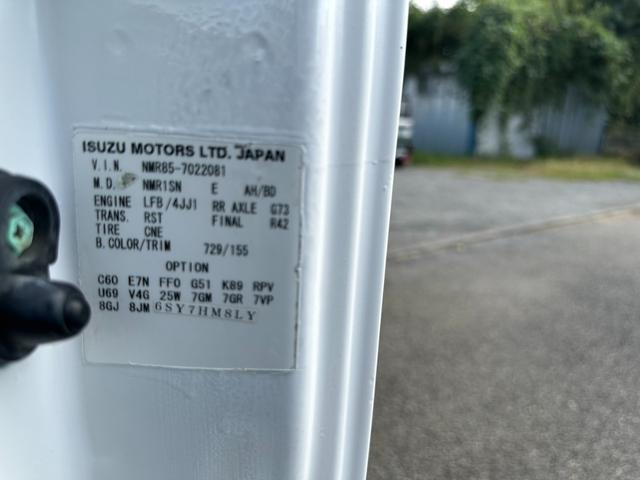 ISUZU MOTORS LTD. JAPAN
V.I.N. NMR85-7022081
M.D. NMR1SN E AH/BD
ENGINE LFB/4JJ1 RR AXLE G73
TRANS. RST FINAL R42
TIRE CNE
B.COLOR/TRIM 729/155
OPTION
C60 E7N FF0 G51 K89 RPV
U69 V4G 25W 7GM 7GR 7VP
8GJ 8JM 6SY7HM8LY